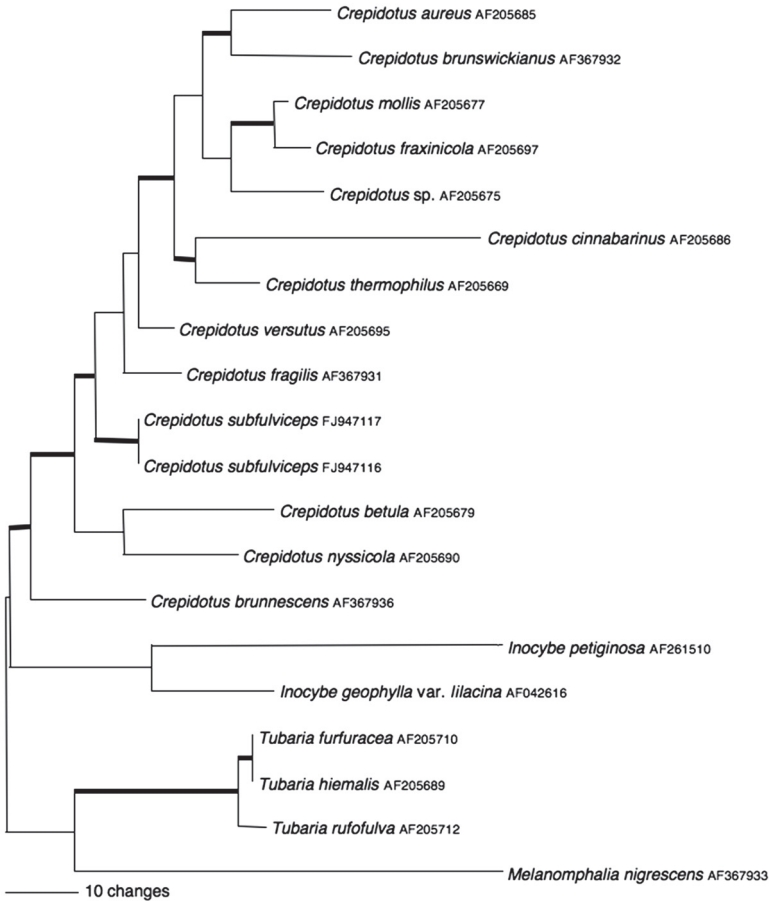 Crepidotus aureus AF205685
Crepidotus brunswickianus AF367932
Crepidotus mollis AF205677
Crepidotus fraxinicola AF205697
Crepidotus sp. AF205675
Crepidotus cinnabarinus AF205686
Crepidotus thermophilus AF205669
Crepidotus versutus AF205695
Crepidotus fragilis AF367931
Crepidotus subfulviceps FJ947117
Crepidotus subfulviceps FJ947116
Crepidotus betula AF205679
Crepidotus nyssicola AF205690
Crepidotus brunnescens AF367936
Inocybe petiginosa AF261510
Inocybe geophylla var. lilacina AF042616
Tubaria furfuracea AF205710
Tubaria hiemalis AF205689
Tubaria rufofulva AF205712
Melanomphalia nigrescens AF367933
10 changes